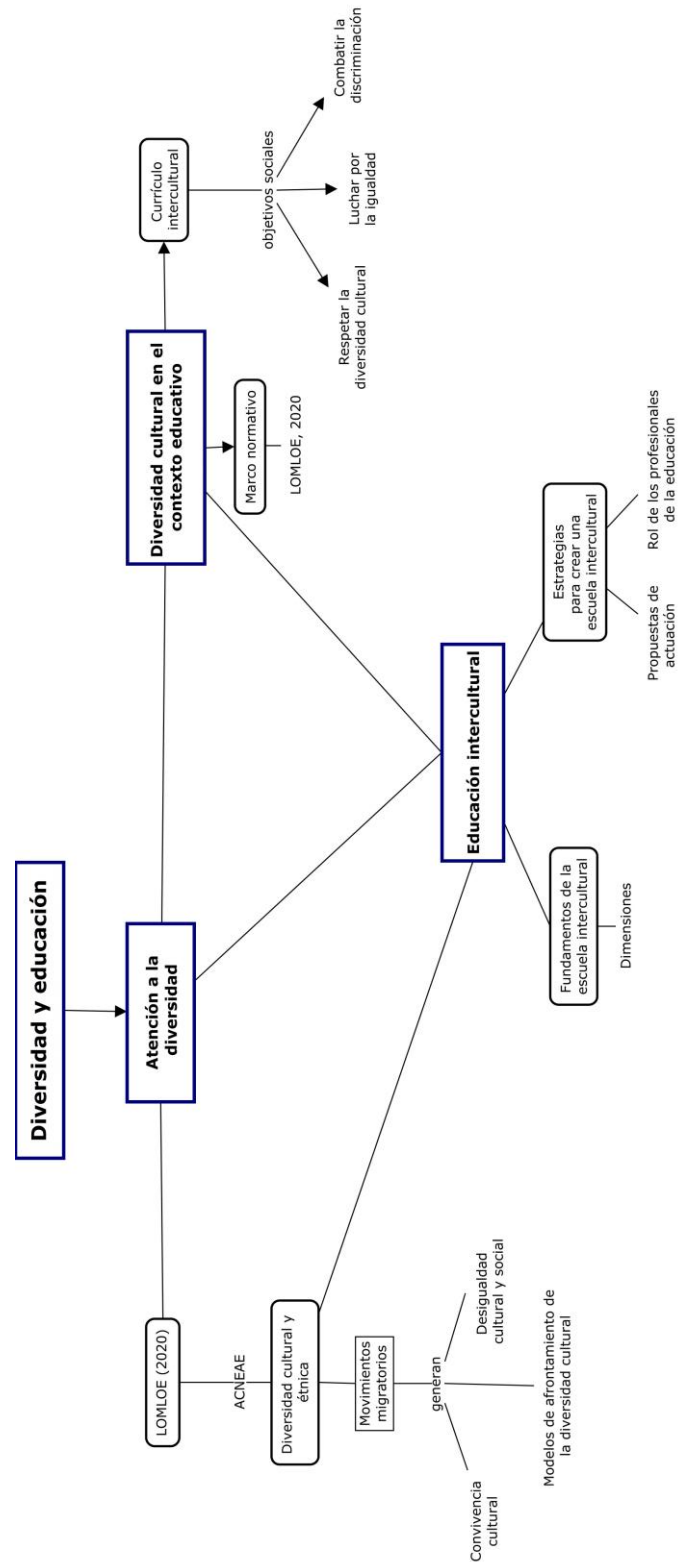 Diversidad y educación
Atención a la
diversidad
Diversidad cultural en el
contexto educativo
LOMLOE (2020)
ACNEAE
Diversidad cultural y
étnica
Movimientos
migratorios
generan
Convivencia
cultural
Modelos de afrontamiento de
la diversidad cultural
Desigualdad
cultural y social
Marco normativo
LOMLOE, 2020
Currículo
intercultural
objetivos sociales
Respetar la
diversidad cultural
Luchar por
la igualdad
Combatir la
discriminación
Educación intercultural
Fundamentos de la
escuela intercultural
Dimensiones
Estrategias
para crear una
escuela intercultural
Propuestas de
actuación
Rol de los profesionales
de la educación